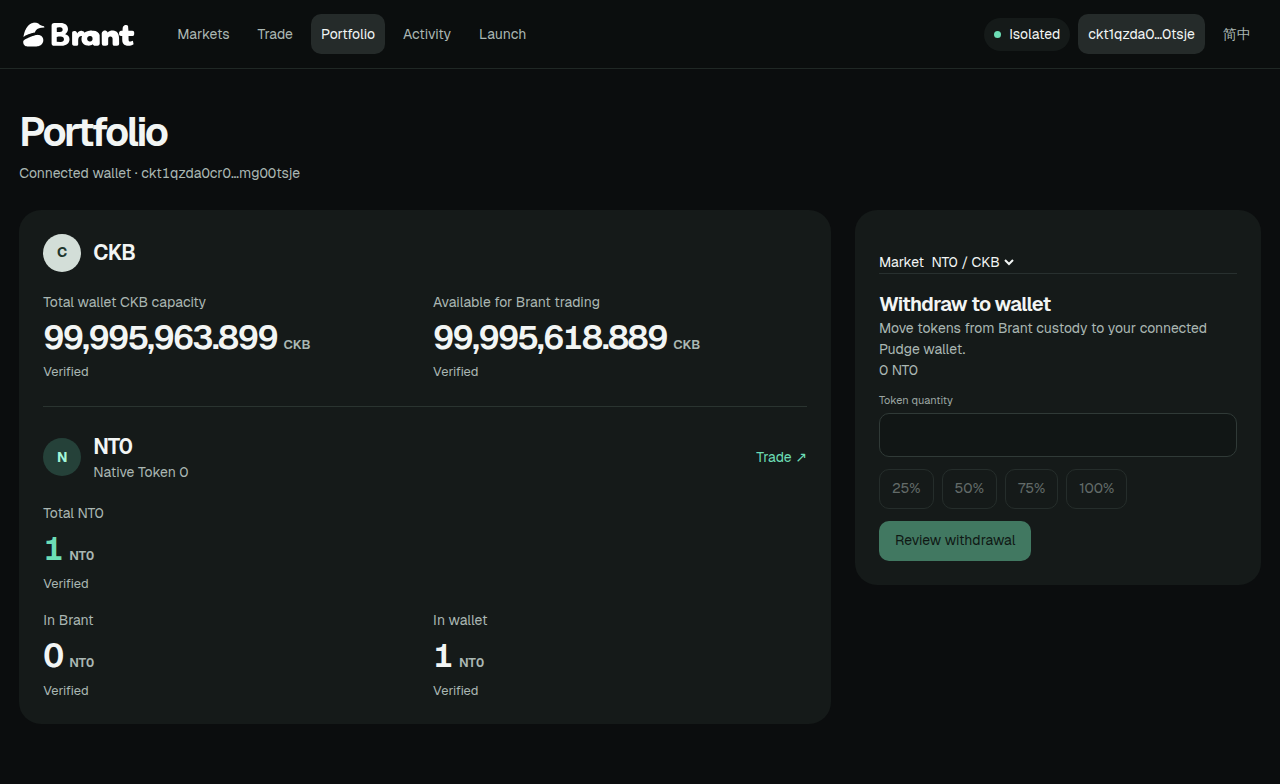 Brant
Markets
Trade
Portfolio
Activity
Launch
Isolated
ckt1qzda0…0tsje
简中
Portfolio
Connected wallet · ckt1qzda0cr0…mg00tsje
C
CKB
Total wallet CKB capacity
99,995,963.899 CKB
Verified
Available for Brant trading
99,995,618.889 CKB
Verified
N
NT0
Native Token 0
Trade ↗
Total NT0
1 NT0
Verified
In Brant
0 NT0
Verified
In wallet
1 NT0
Verified
Market NT0 / CKB
Withdraw to wallet
Move tokens from Brant custody to your connected
Pudge wallet.
0 NT0
Token quantity
25%
50%
75%
100%
Review withdrawal